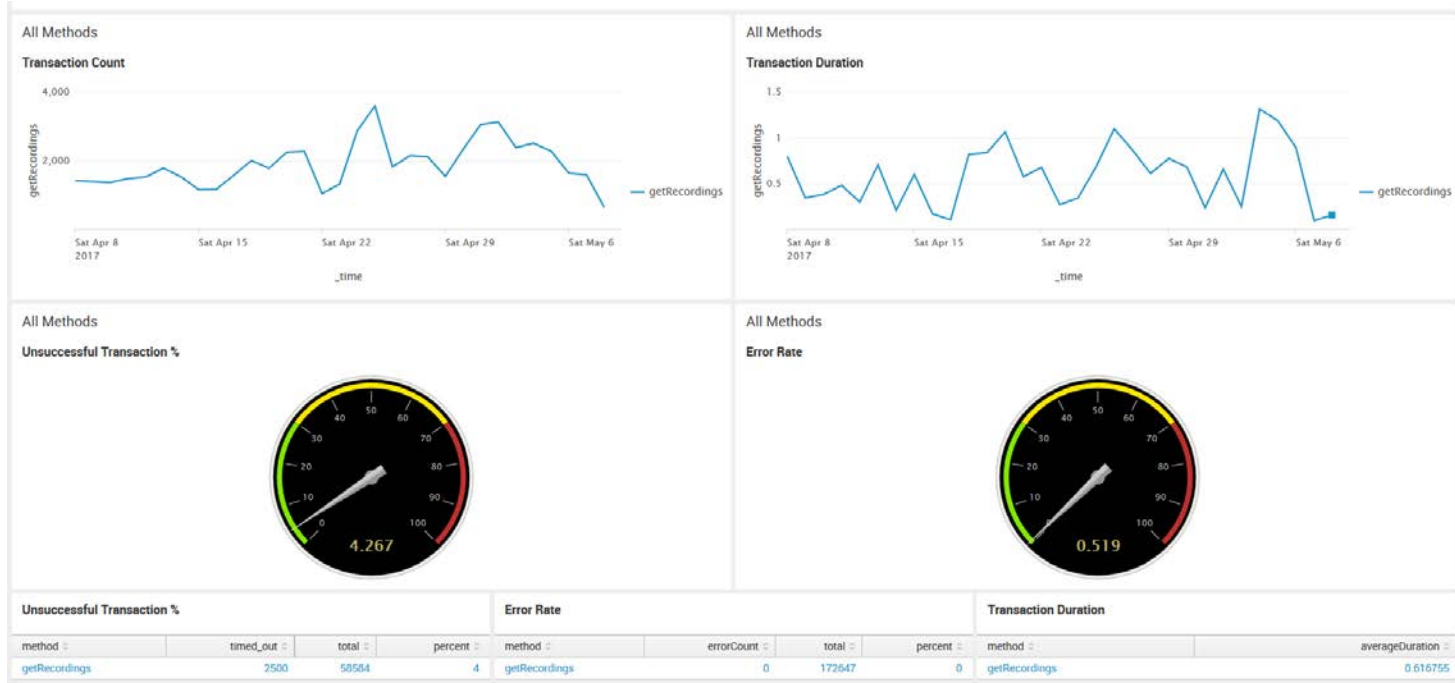 All Methods
Transaction Count
4,000
2,000
getRecordings
getRecordings
Sat Apr 8
2017
Sat Apr 15
Sat Apr 22
Sat Apr 29
Sat May 6
_time
All Methods
Transaction Duration
1.5
1
0.5
getRecordings
getRecordings
Sat Apr 8
2017
Sat Apr 15
Sat Apr 22
Sat Apr 29
Sat May 6
_time
All Methods
Unsuccessful Transaction %
0
10
20
30
40
50
60
70
80
90
100
4.267
All Methods
Error Rate
0
10
20
30
40
50
60
70
80
90
100
0.519
Unsuccessful Transaction %
method timed_out total percent
getRecordings 2500 58584 4
Error Rate
method errorCount total percent
getRecordings 0 172647 0
Transaction Duration
method averageDuration
getRecordings 0.616755